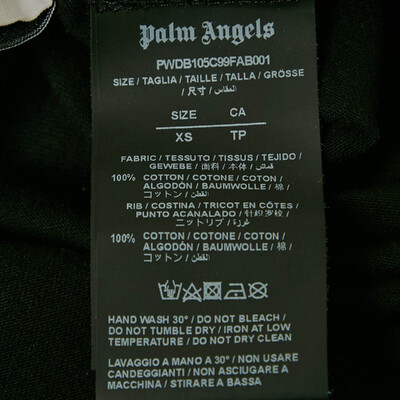 Palm Angels
PWDB105C99FAB001
SIZE / TAGLIA / TAILLE / TALLA / GRÖSSE
/ 尺寸 / المقاس /
SIZE CA
XS TP
FABRIC / TESSUTO / TISSUS / TEJIDO /
GEWEBE / 面料 / 本体 / قماش /
100% COTTON / COTONE / COTON /
ALGODÓN / BAUMWOLLE / 棉 /
コットン / القطن /
RIB / COSTINA / TRICOT EN CÔTES /
PUNTO ACANALADO / 针织罗纹 /
ニットリブ /
100% COTTON / COTONE / COTON /
ALGODÓN / BAUMWOLLE / 棉 /
コットン / القطن /
HAND WASH 30° / DO NOT BLEACH /
DO NOT TUMBLE DRY / IRON AT LOW
TEMPERATURE / DO NOT DRY CLEAN
LAVAGGIO A MANO A 30° / NON USARE
CANDEGGIANTI / NON ASCIUGARE A
MACCHINA / STIRARE A BASSA